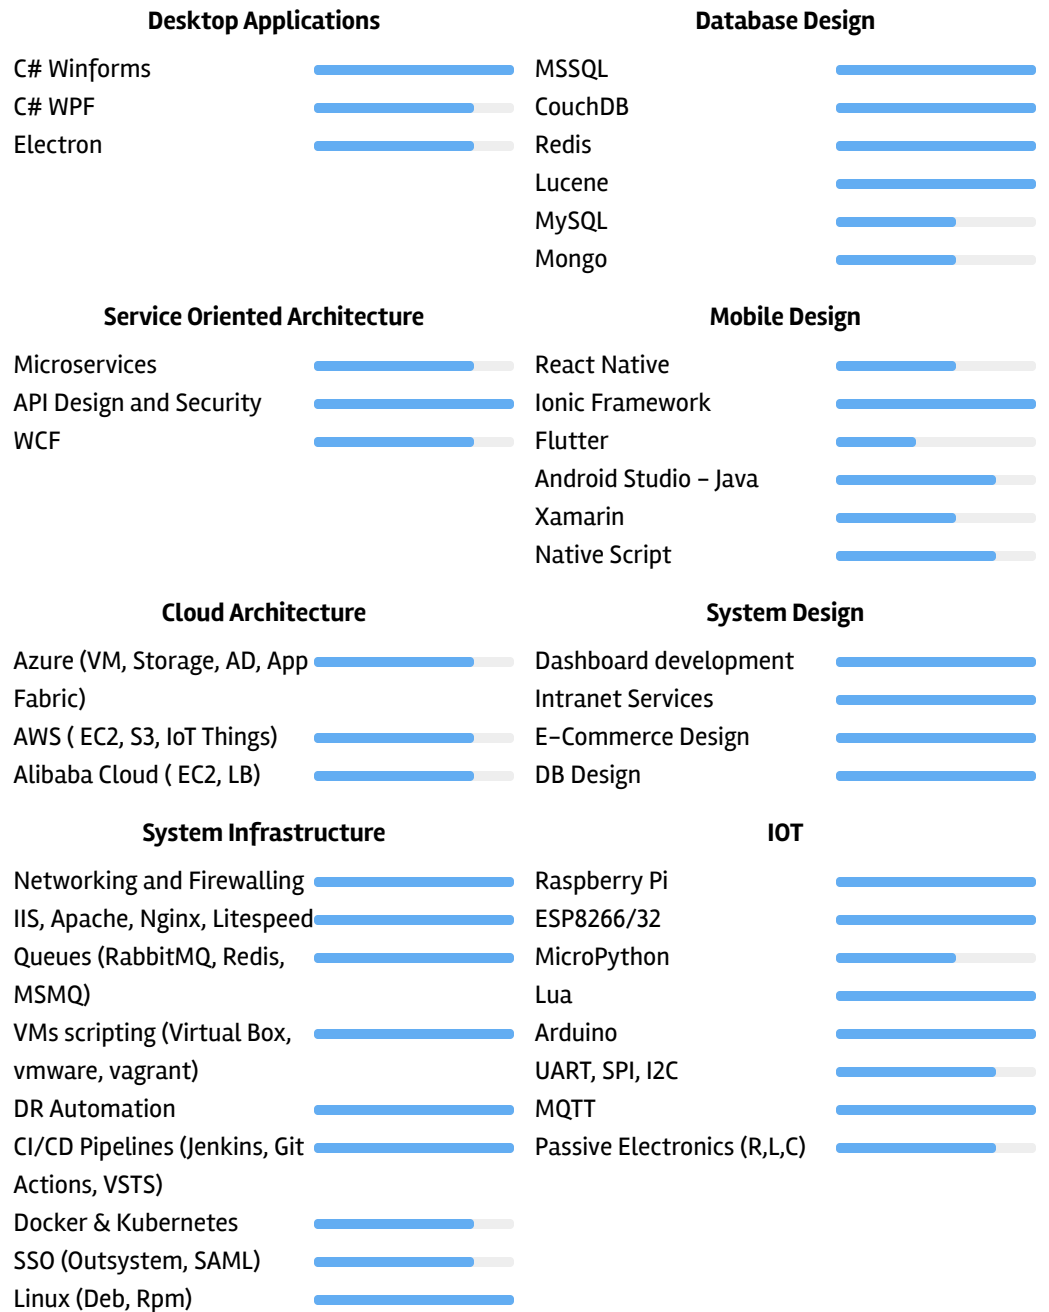 Desktop Applications
C# Winforms
C# WPF
Electron
Database Design
MSSQL
CouchDB
Redis
Lucene
MySQL
Mongo
Service Oriented Architecture
Microservices
API Design and Security
WCF
Mobile Design
React Native
Ionic Framework
Flutter
Android Studio - Java
Xamarin
Native Script
Cloud Architecture
Azure (VM, Storage, AD, App
Fabric)
AWS ( EC2, S3, IoT Things)
Alibaba Cloud ( EC2, LB)
System Design
Dashboard development
Intranet Services
E-Commerce Design
DB Design
System Infrastructure
Networking and Firewalling
IIS, Apache, Nginx, Litespeed
Queues (RabbitMQ, Redis,
MSMQ)
VMs scripting (Virtual Box,
vmware, vagrant)
DR Automation
CI/CD Pipelines (Jenkins, Git
Actions, VSTS)
Docker & Kubernetes
SSO (Outsystem, SAML)
Linux (Deb, Rpm)
IOT
Raspberry Pi
ESP8266/32
MicroPython
Lua
Arduino
UART, SPI, I2C
MQTT
Passive Electronics (R,L,C)